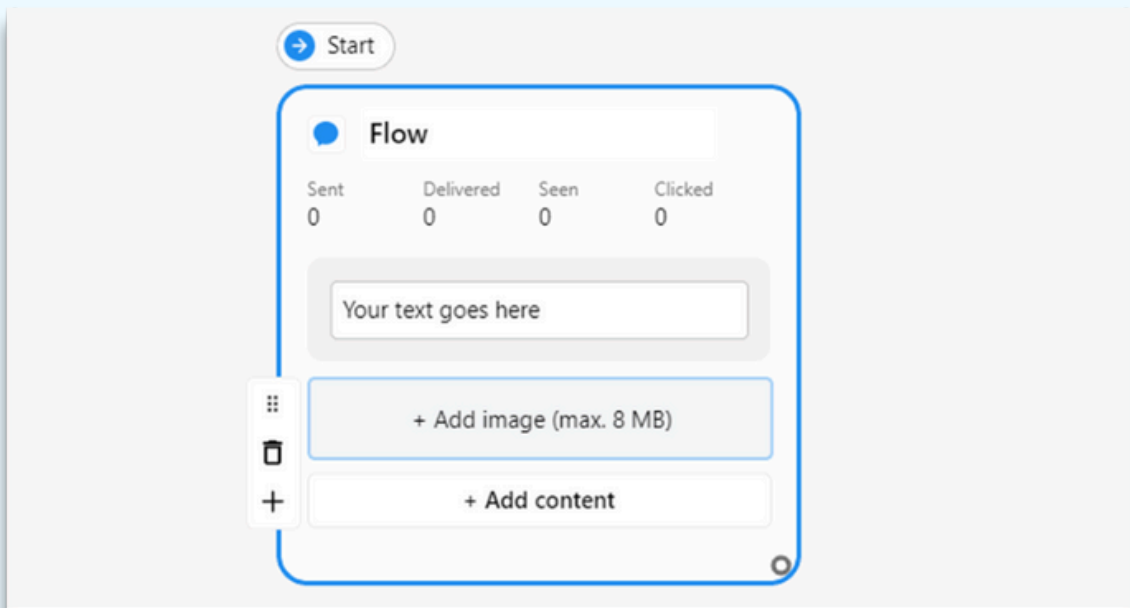 Start
Flow
Sent Delivered Seen Clicked
0 0 0 0
Your text goes here
+ Add image (max. 8 MB)
+ Add content